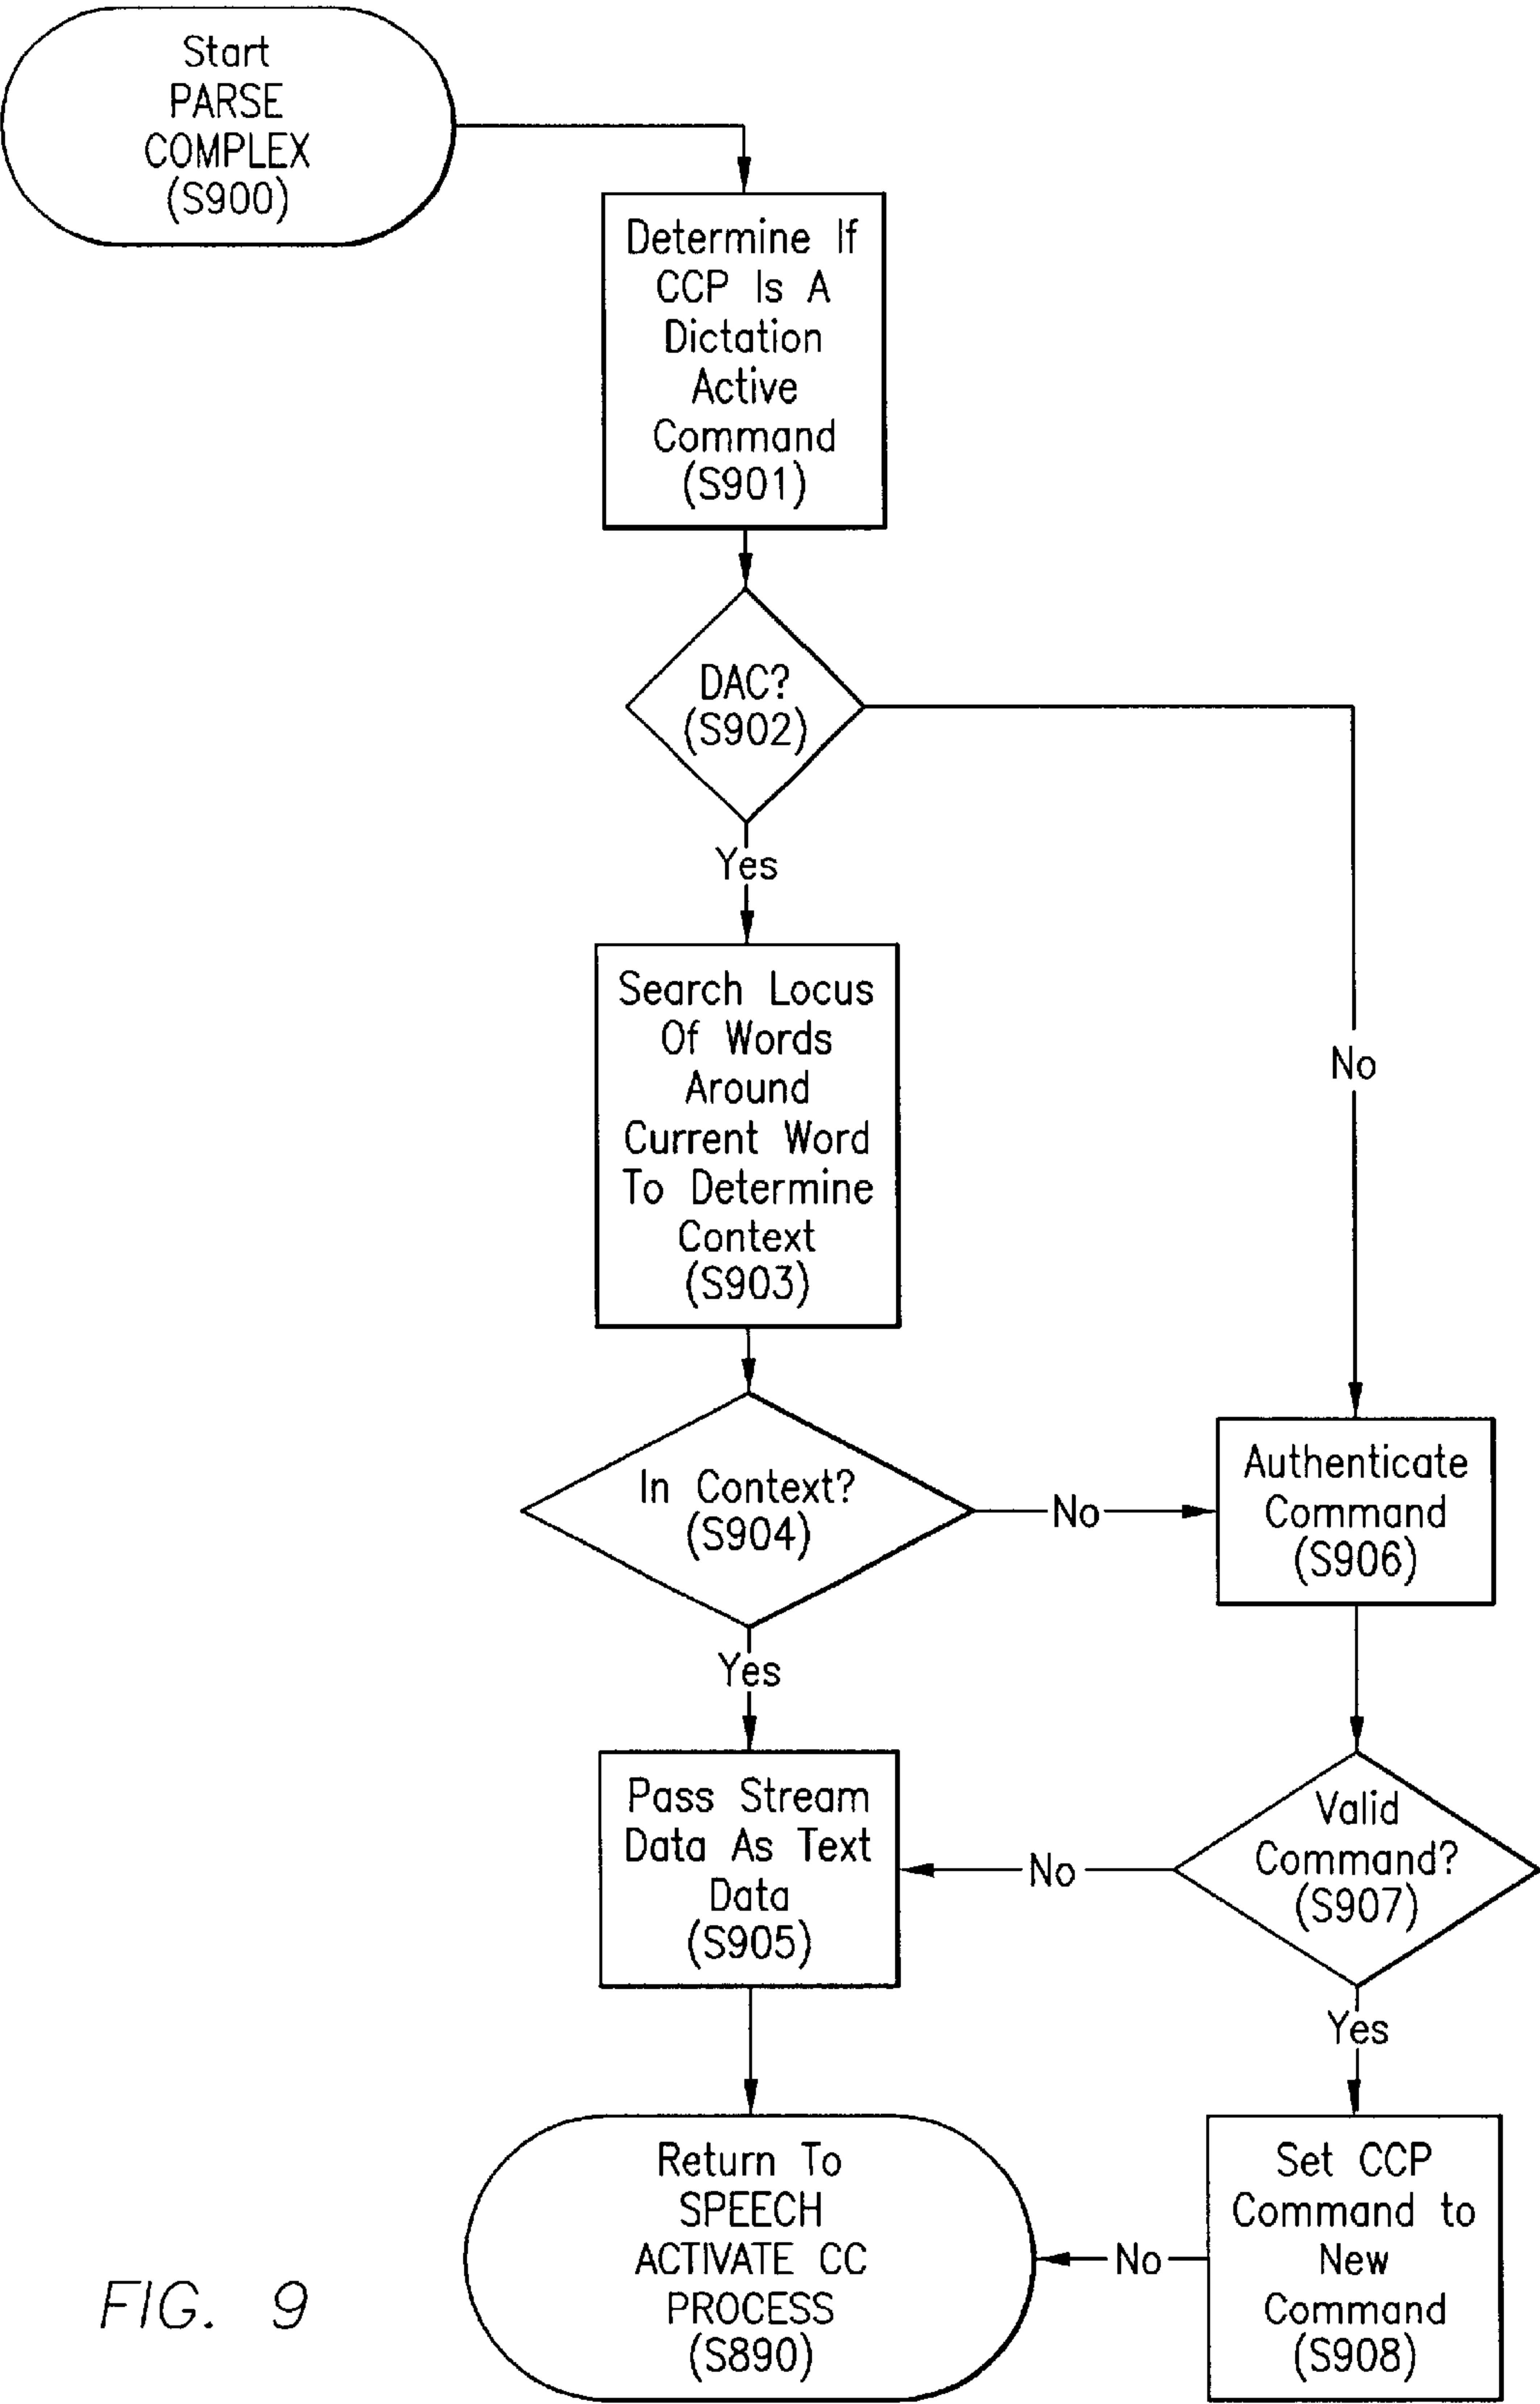 Start
PARSE
COMPLEX
(S900)
Determine If
CCP Is A
Dictation
Active
Command
(S901)
DAC?
(S902)
Yes
No
Search Locus
Of Words
Around
Current Word
To Determine
Context
(S903)
In Context?
(S904)
No
Authenticate
Command
(S906)
Yes
Pass Stream
Data As Text
Data
(S905)
No
Valid
Command?
(S907)
Yes
Return To
SPEECH
ACTIVATE CC
PROCESS
(S890)
No
Set CCP
Command to
New
Command
(S908)
FIG. 9